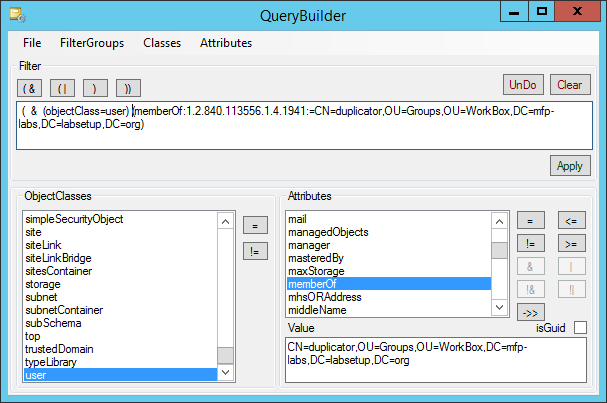 QueryBuilder
File FilterGroups Classes Attributes
Filter
( & ( | ) )) UnDo Clear
( & (objectClass=user) (memberOf:1.2.840.113556.1.4.1941:=CN=duplicator,OU=Groups,OU=WorkBox,DC=mfp-
labs,DC=labsetup,DC=org)
Apply
ObjectClasses
simpleSecurityObject
site
siteLink
siteLinkBridge
sitesContainer
storage
subnet
subnetContainer
subSchema
top
trustedDomain
typeLibrary
user
=
!=
Attributes
mail
managedObjects
manager
masteredBy
maxStorage
memberOf
mhsORAddress
middleName
= <=
!= >=
& |
!& !|
->>
Value isGuid
CN=duplicator,OU=Groups,OU=WorkBox,DC=mfp-
labs,DC=labsetup,DC=org